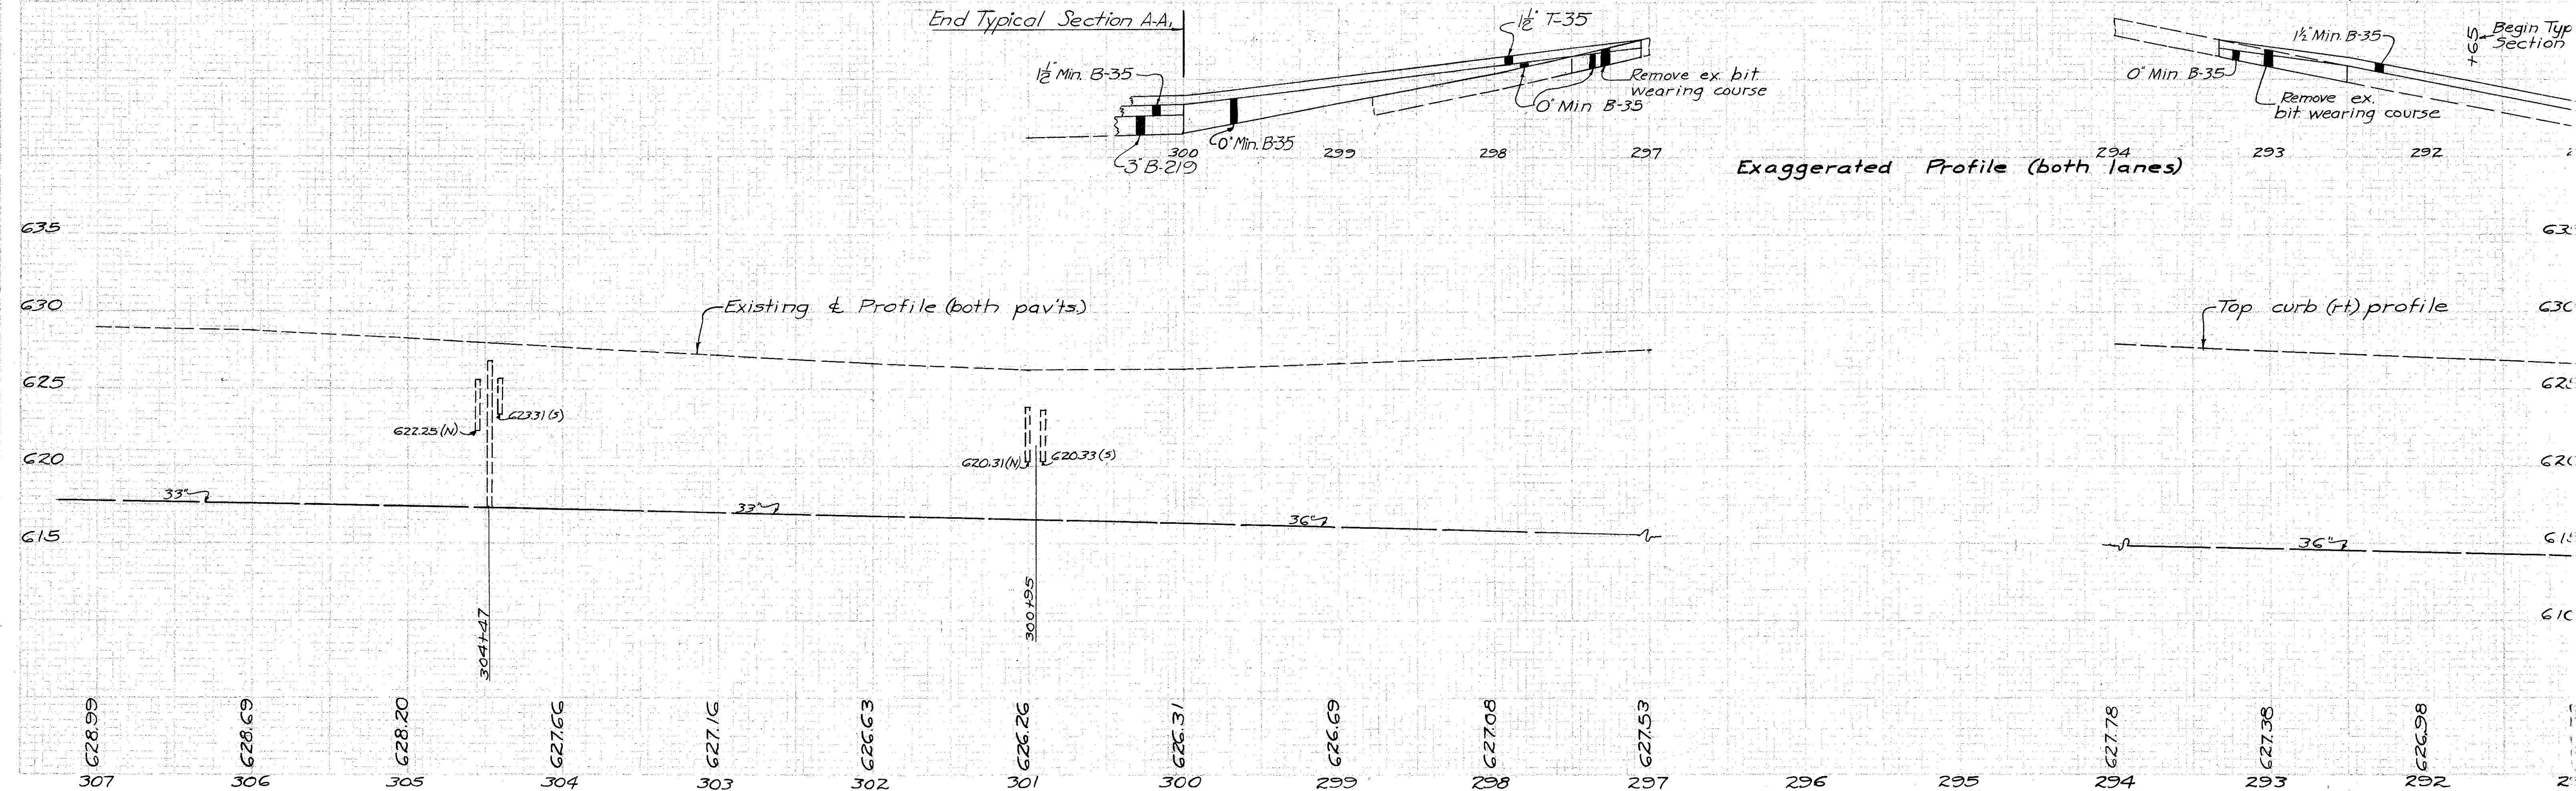 End Typical Section A-A,
1½" T-35
1½" Min. B-35
Remove ex. bit.
wearing course
0" Min B-35
0" Min. B-35
3" B-219
300 299 298 297
1½" Min. B-35
+65
Begin Typ
Section
0" Min B-35
Remove ex.
bit. wearing course
294 293 292
Exaggerated Profile (both lanes)
635
630
625
620
615
Existing ℄ Profile (both pav'ts.)
Top curb (rt) profile
630
610
622.25 (N)
623.31 (S)
620.31 (N)
620.33 (S)
33"
33"
36"
36"
304+47
300+95
628.99 628.69 628.20 627.66 627.16 626.63 626.26 626.31 626.69 627.08 627.53 627.78 627.38 626.98
307 306 305 304 303 302 301 300 299 298 297 296 295 294 293 292